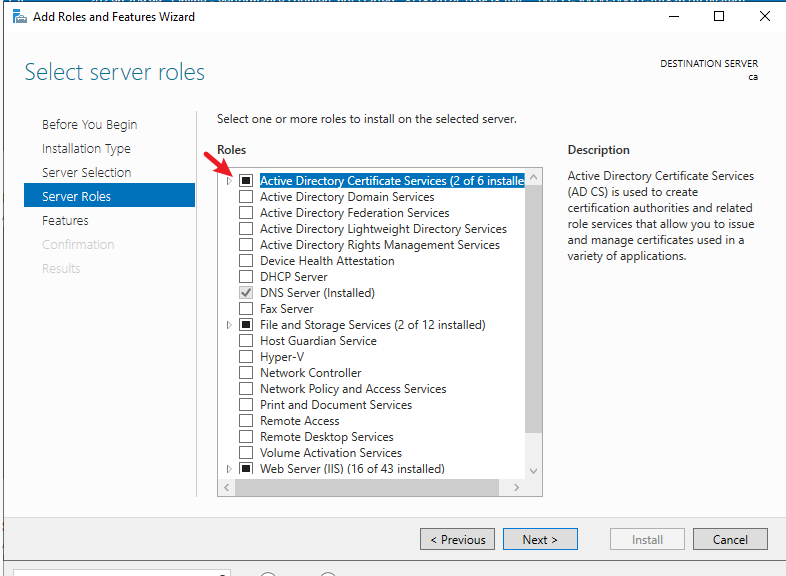 Add Roles and Features Wizard
Select server roles
DESTINATION SERVER
ca
Before You Begin
Installation Type
Server Selection
Server Roles
Features
Confirmation
Results
Select one or more roles to install on the selected server.
Roles
Active Directory Certificate Services (2 of 6 installe
Active Directory Domain Services
Active Directory Federation Services
Active Directory Lightweight Directory Services
Active Directory Rights Management Services
Device Health Attestation
DHCP Server
DNS Server (Installed)
Fax Server
File and Storage Services (2 of 12 installed)
Host Guardian Service
Hyper-V
Network Controller
Network Policy and Access Services
Print and Document Services
Remote Access
Remote Desktop Services
Volume Activation Services
Web Server (IIS) (16 of 43 installed)
Description
Active Directory Certificate Services
(AD CS) is used to create
certification authorities and related
role services that allow you to issue
and manage certificates used in a
variety of applications.
< Previous
Next >
Install
Cancel